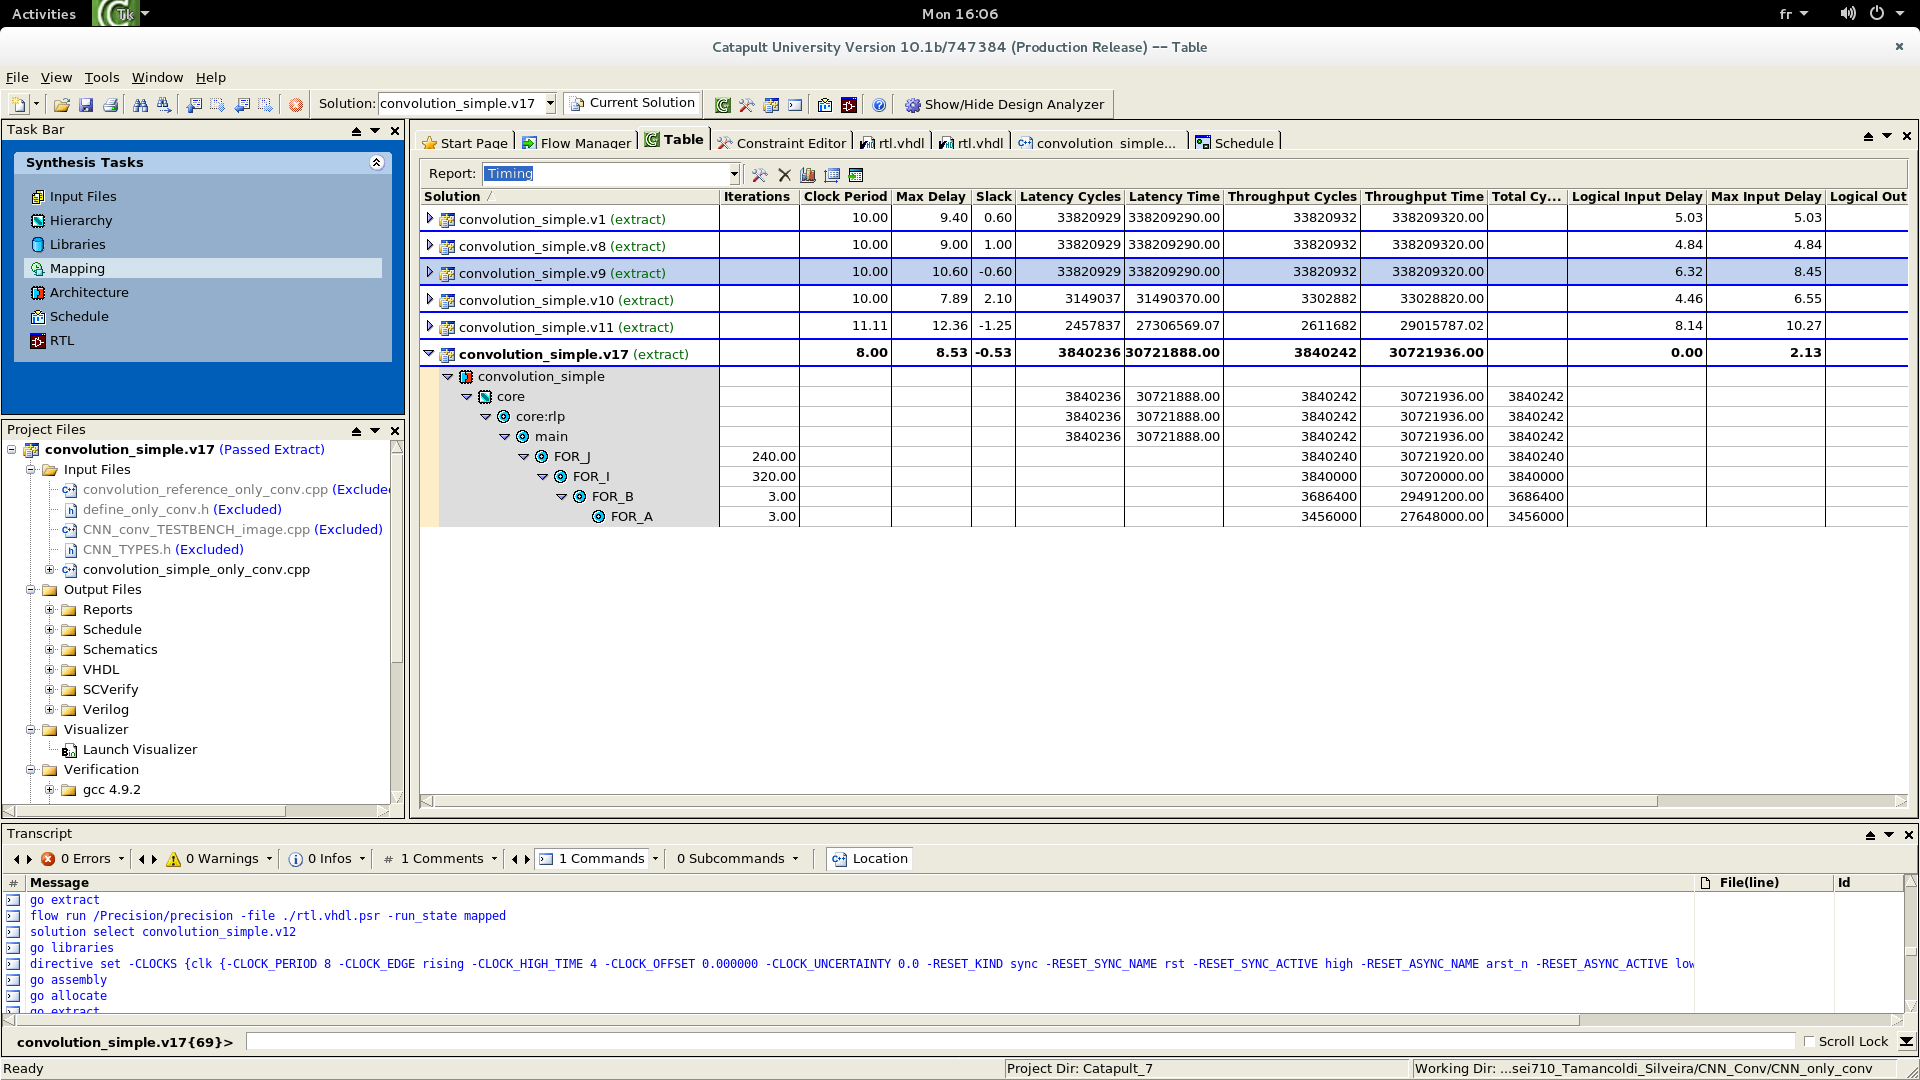 Activities Tk Mon 16:06 fr
Catapult University Version 10.1b/747384 (Production Release) -- Table
File View Tools Window Help
Solution: convolution_simple.v17 Current Solution Show/Hide Design Analyzer
Task Bar
Synthesis Tasks
Input Files
Hierarchy
Libraries
Mapping
Architecture
Schedule
RTL
Project Files
convolution_simple.v17 (Passed Extract)
Input Files
convolution_reference_only_conv.cpp (Exclude
define_only_conv.h (Excluded)
CNN_conv_TESTBENCH_image.cpp (Excluded)
CNN_TYPES.h (Excluded)
convolution_simple_only_conv.cpp
Output Files
Reports
Schedule
Schematics
VHDL
SCVerify
Verilog
Visualizer
Launch Visualizer
Verification
gcc 4.9.2
Start Page Flow Manager Table Constraint Editor rtl.vhdl rtl.vhdl convolution_simple... Schedule
Report: Timing
Solution Iterations Clock Period Max Delay Slack Latency Cycles Latency Time Throughput Cycles Throughput Time Total Cy... Logical Input Delay Max Input Delay Logical Out
convolution_simple.v1 (extract) 10.00 9.40 0.60 33820929 338209290.00 33820932 338209320.00 5.03 5.03
convolution_simple.v8 (extract) 10.00 9.00 1.00 33820929 338209290.00 33820932 338209320.00 4.84 4.84
convolution_simple.v9 (extract) 10.00 10.60 -0.60 33820929 338209290.00 33820932 338209320.00 6.32 8.45
convolution_simple.v10 (extract) 10.00 7.89 2.10 3149037 31490370.00 3302882 33028820.00 4.46 6.55
convolution_simple.v11 (extract) 11.11 12.36 -1.25 2457837 27306569.07 2611682 29015787.02 8.14 10.27
convolution_simple.v17 (extract) 8.00 8.53 -0.53 3840236 30721888.00 3840242 30721936.00 0.00 2.13
convolution_simple
core 3840236 30721888.00 3840242 30721936.00 3840242
core:rlp 3840236 30721888.00 3840242 30721936.00 3840242
main 3840236 30721888.00 3840242 30721936.00 3840242
FOR_J 240.00 3840240 30721920.00 3840240
FOR_I 320.00 3840000 30720000.00 3840000
FOR_B 3.00 3686400 29491200.00 3686400
FOR_A 3.00 3456000 27648000.00 3456000
Transcript
0 Errors 0 Warnings 0 Infos # 1 Comments 1 Commands 0 Subcommands Location
# Message File(line) Id
go extract
flow run /Precision/precision -file ./rtl.vhdl.psr -run_state mapped
solution select convolution_simple.v12
go libraries
directive set -CLOCKS {clk {-CLOCK_PERIOD 8 -CLOCK_EDGE rising -CLOCK_HIGH_TIME 4 -CLOCK_OFFSET 0.000000 -CLOCK_UNCERTAINTY 0.0 -RESET_KIND sync -RESET_SYNC_NAME rst -RESET_SYNC_ACTIVE high -RESET_ASYNC_NAME arst_n -RESET_ASYNC_ACTIVE low
go assembly
go allocate
go extract
convolution_simple.v17{69}> Scroll Lock
Ready Project Dir: Catapult_7 Working Dir: ...sei710_Tamancoldi_Silveira/CNN_Conv/CNN_only_conv